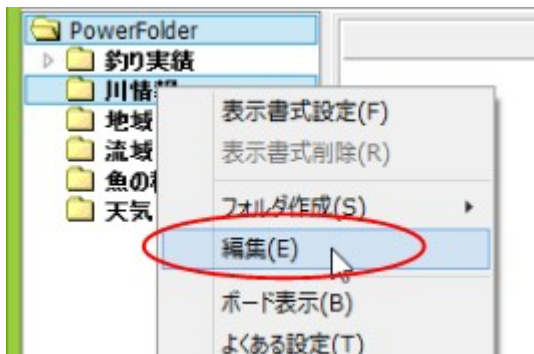 PowerFolder
釣り実績
川情報
地域
流域
魚の
天気
表示書式設定(F)
表示書式削除(R)
フォルダ作成(S)
編集(E)
ボード表示(B)
よくある設定(T)